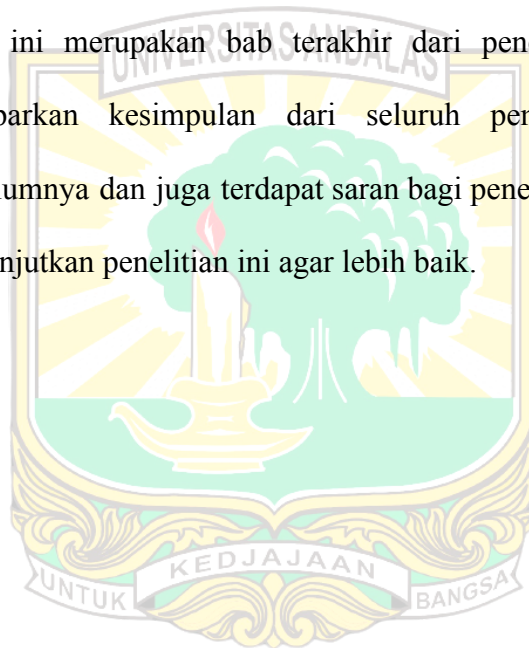 ini merupakan bab terakhir dari pen
UNIVERSITAS ANDALAS
parkan kesimpulan dari seluruh pen
umnya dan juga terdapat saran bagi pene
njutkan penelitian ini agar lebih baik.
UNTUK KEDJAJAAN BANGSA